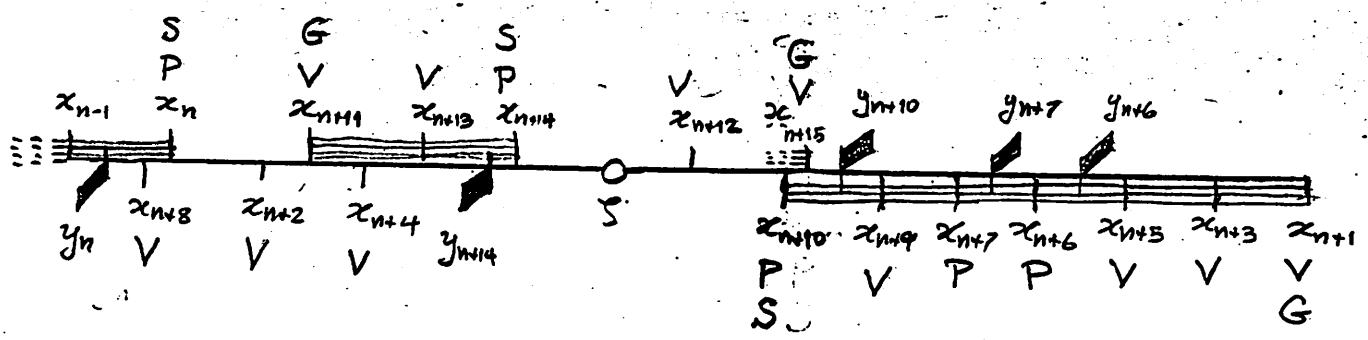 S G S G
P V V P V V
x_{n-1} x_n x_{n+11} x_{n+13} x_{n+14} x_{n+12} x_{n+15} y_{n+10} y_{n+7} y_{n+6}
y_n x_{n+8} x_{n+2} x_{n+4} y_{n+14} ζ x_{n+10} x_{n+9} x_{n+7} x_{n+6} x_{n+5} x_{n+3} x_{n+1}
V V V P V P P V V V
S G